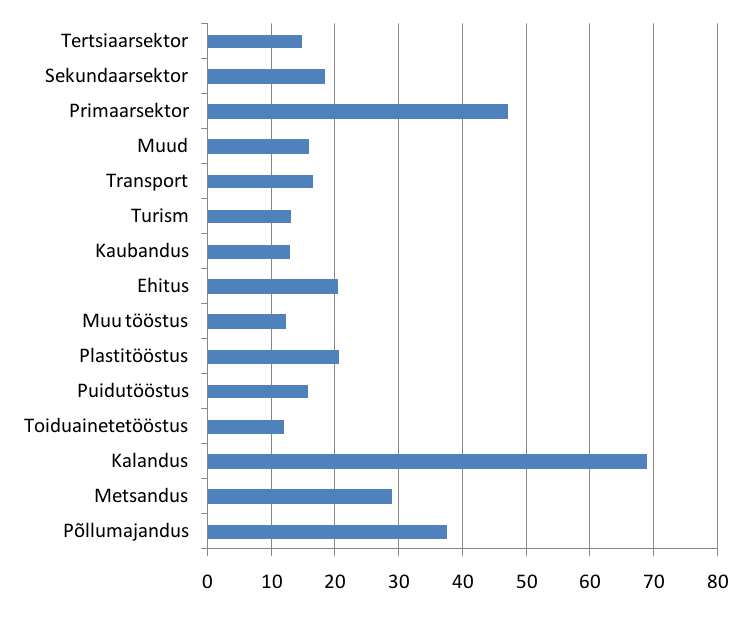 Tertsiaarsektor
Sekundaarsektor
Primaarsektor
Muud
Transport
Turism
Kaubandus
Ehitus
Muu tööstus
Plastitööstus
Puidutööstus
Toiduainetetööstus
Kalandus
Metsandus
Põllumajandus
0 10 20 30 40 50 60 70 80